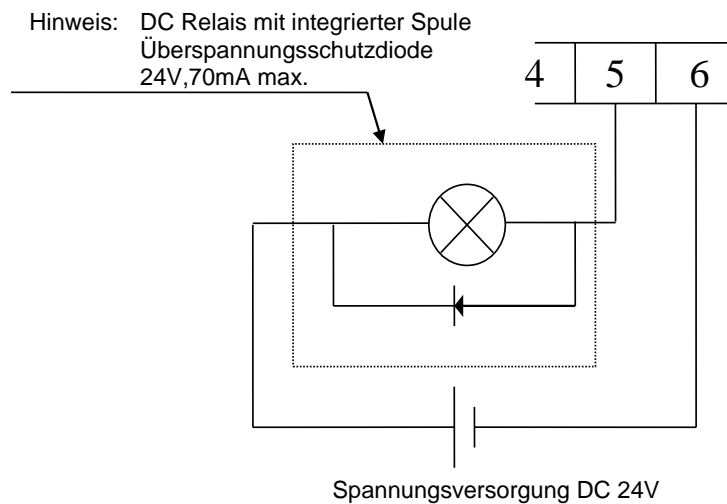 Hinweis: DC Relais mit integrierter Spule
Überspannungsschutzdiode
24V,70mA max.
4 5 6
Spannungsversorgung DC 24V